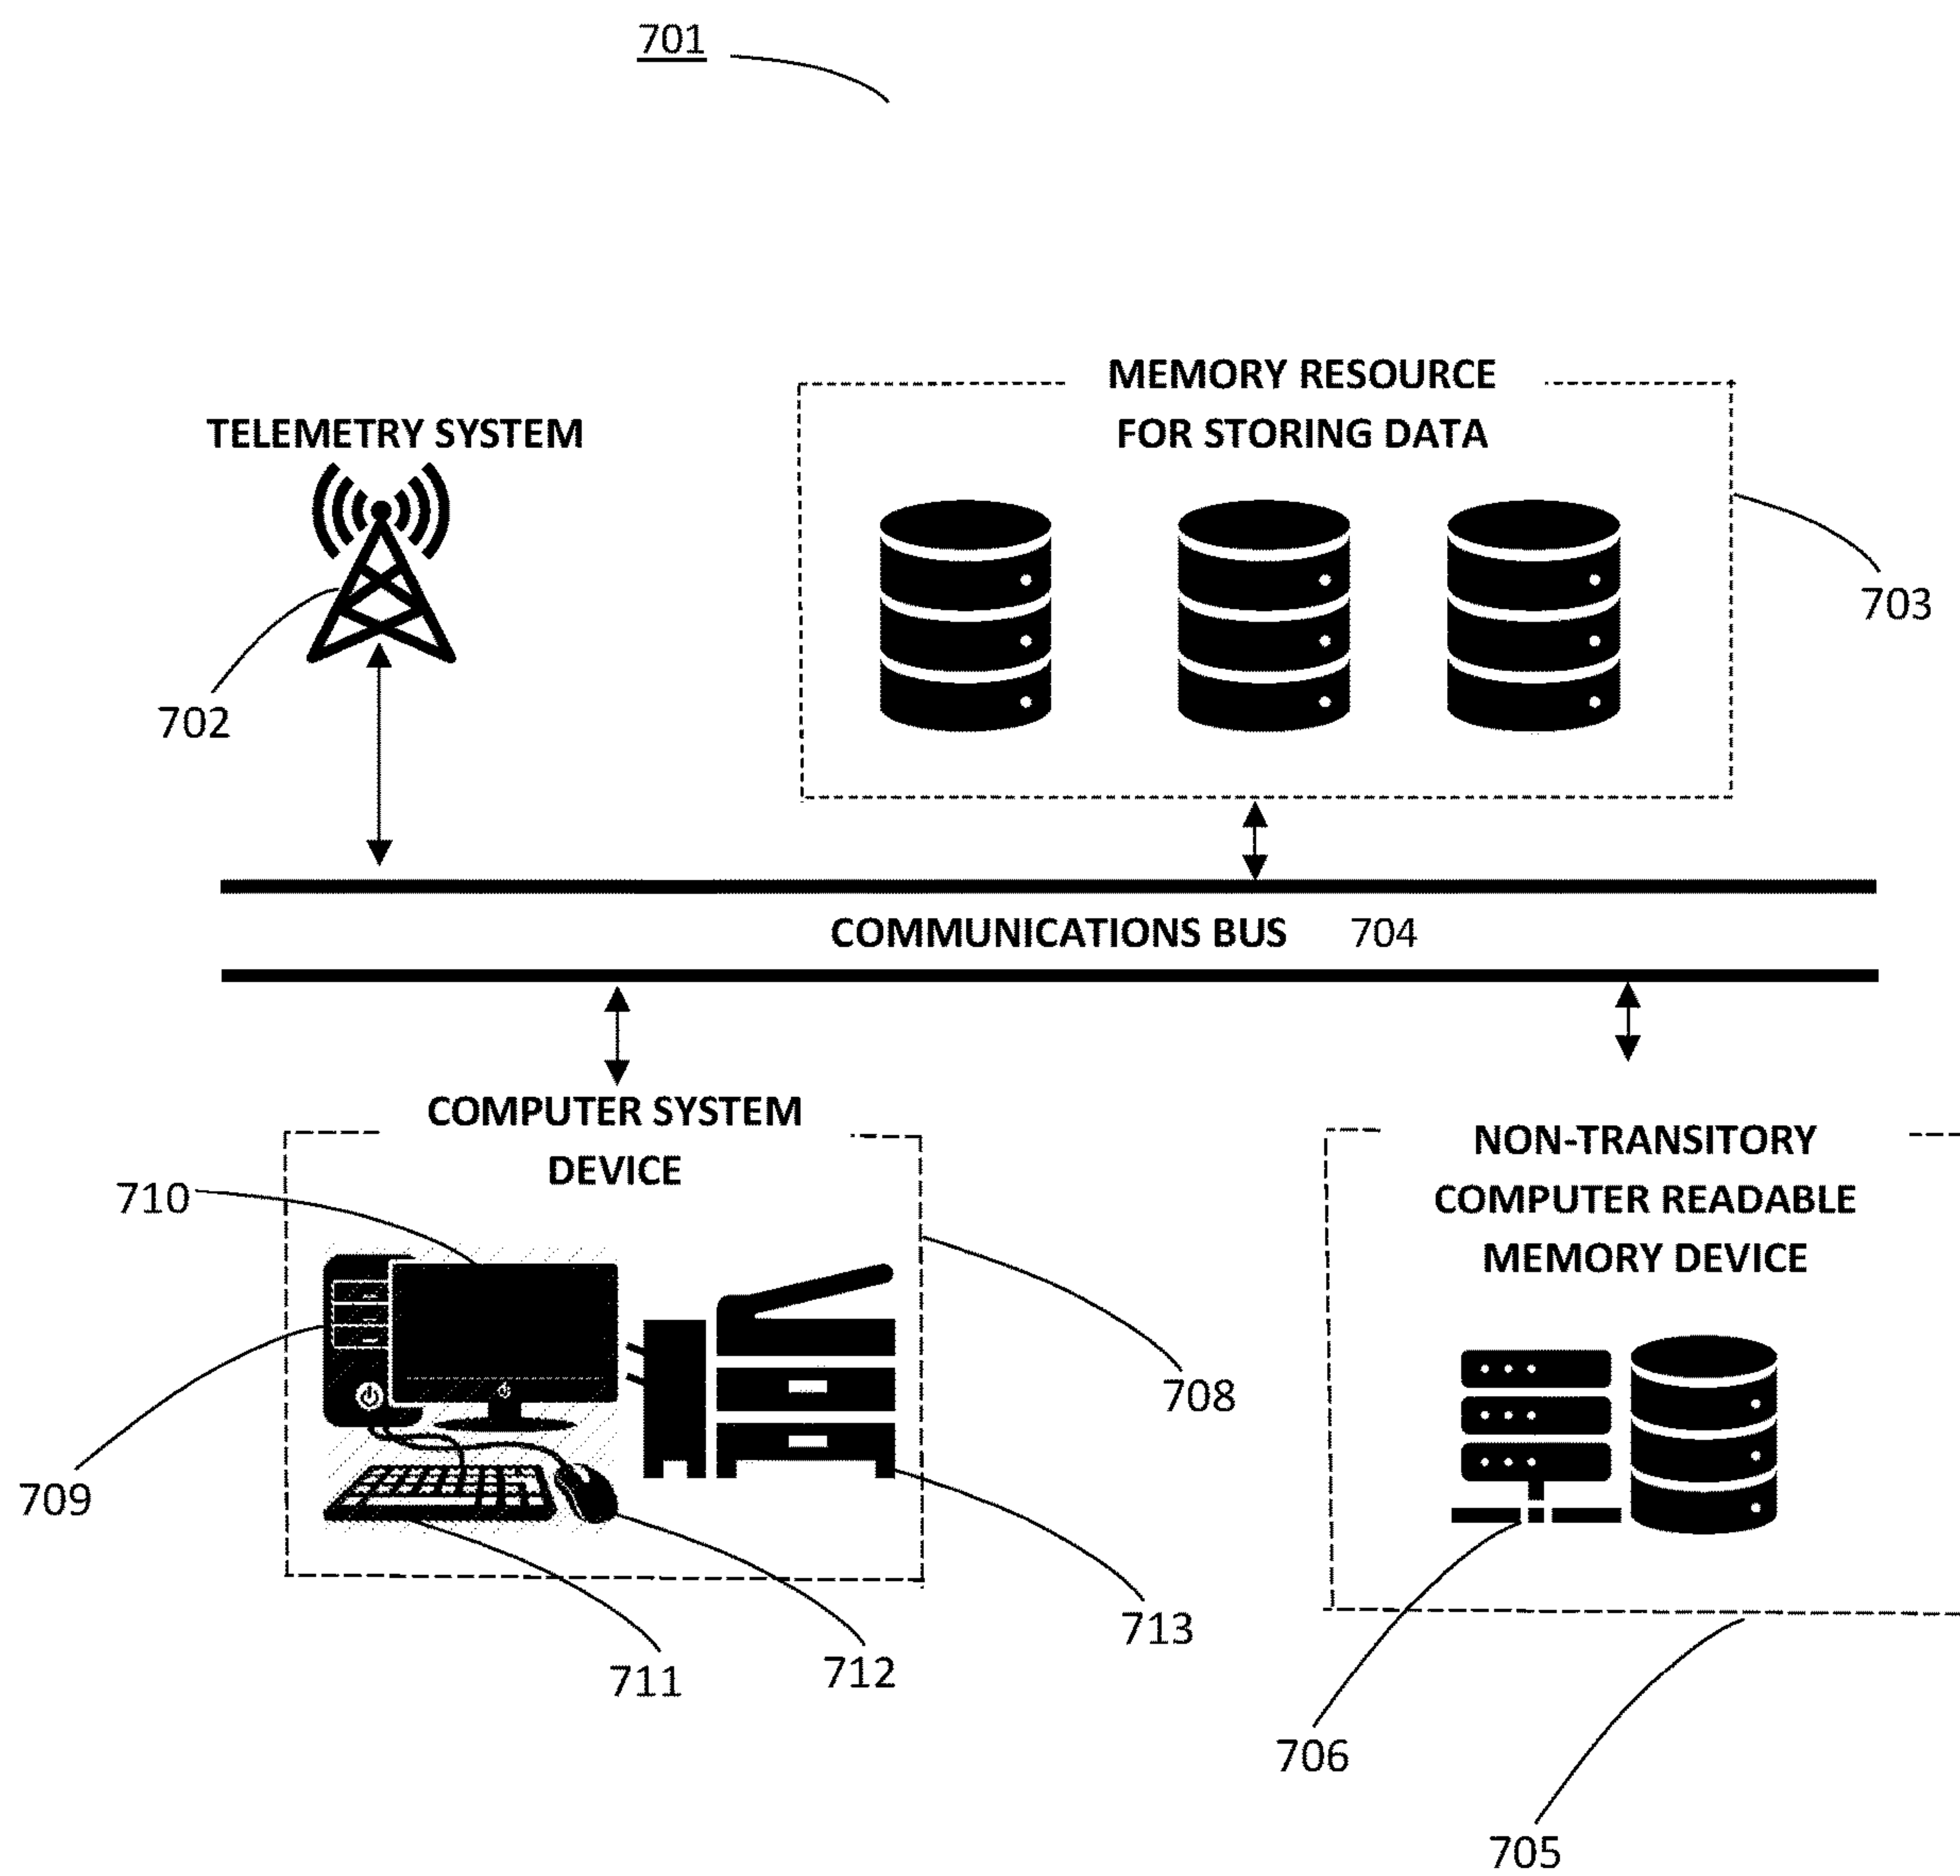 701
MEMORY RESOURCE
FOR STORING DATA
TELEMETRY SYSTEM
703
702
COMMUNICATIONS BUS 704
COMPUTER SYSTEM
DEVICE
NON-TRANSITORY
COMPUTER READABLE
MEMORY DEVICE
710
708
709
713
711
712
706
705